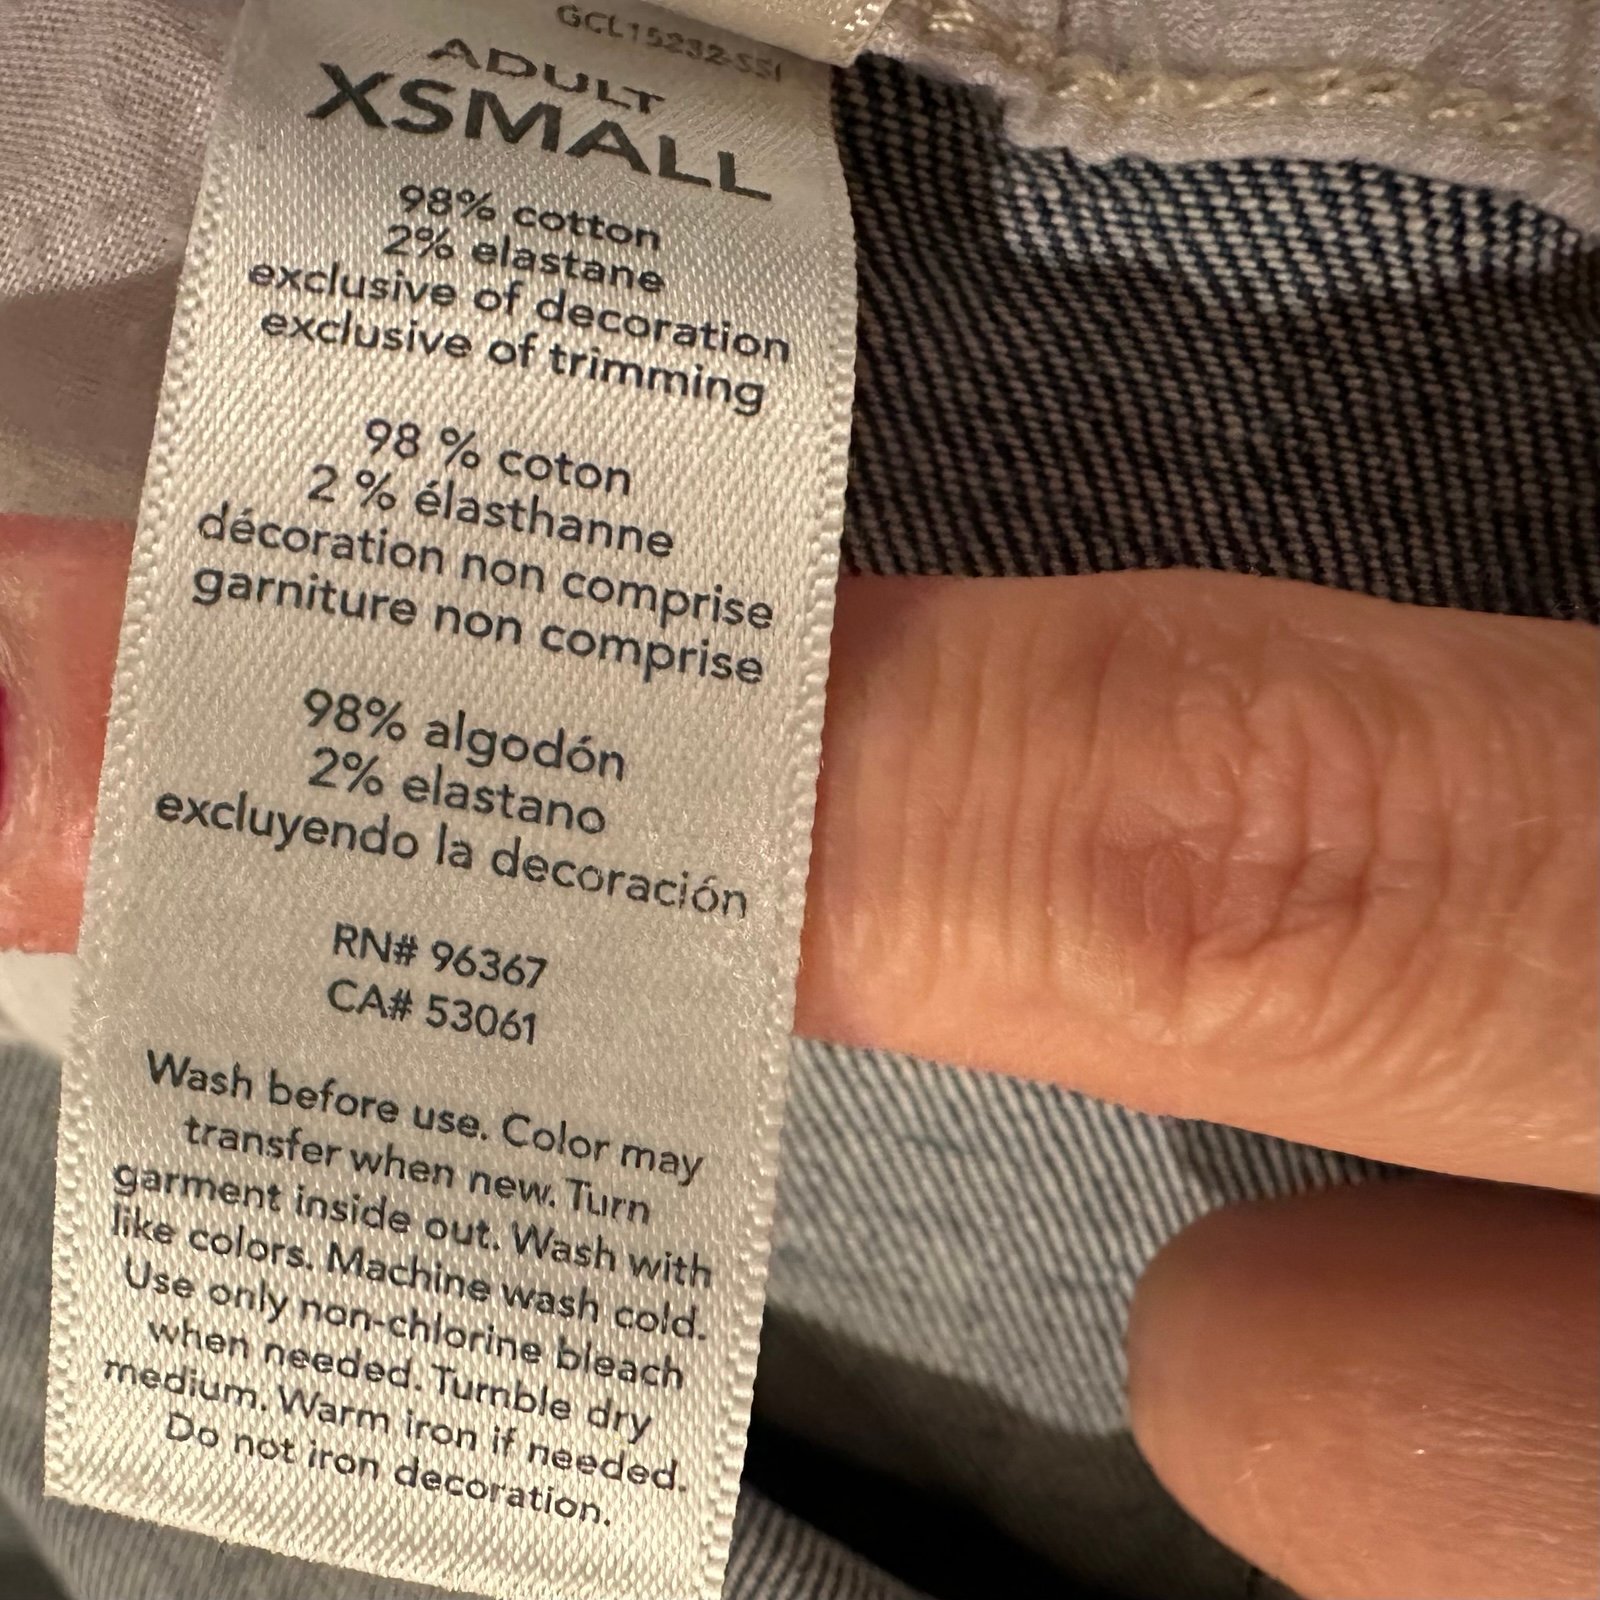 GCL15232-SS1
ADULT
XSMALL
98% cotton
2% elastane
exclusive of decoration
exclusive of trimming
98 % coton
2 % élasthanne
décoration non comprise
garniture non comprise
98% algodón
2% elastano
excluyendo la decoración
RN# 96367
CA# 53061
Wash before use. Color may
transfer when new. Turn
garment inside out. Wash with
like colors. Machine wash cold.
Use only non-chlorine bleach
when needed. Tumble dry
medium. Warm iron if needed.
Do not iron decoration.